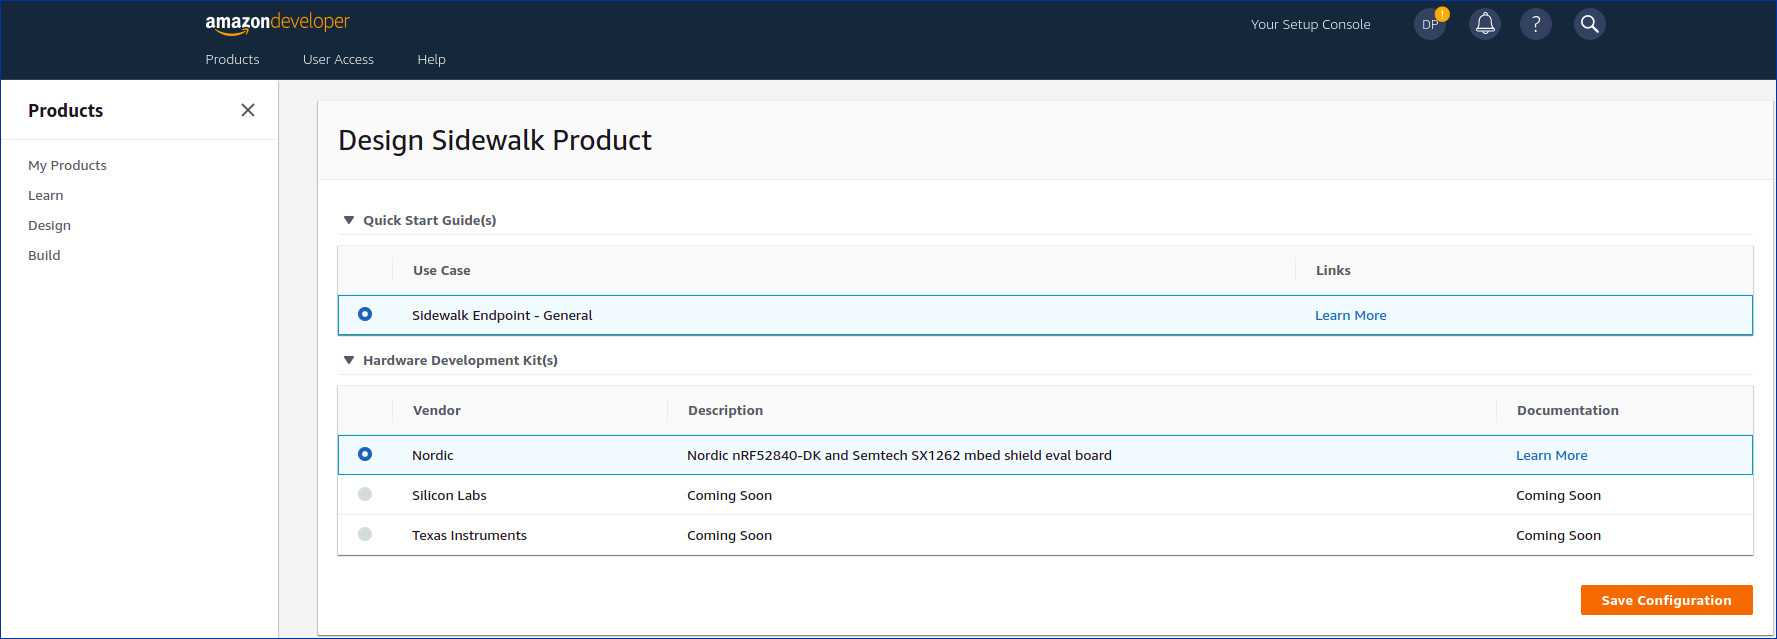 amazondeveloper
Your Setup Console
DP
!
?
Products User Access Help
Products
My Products
Learn
Design
Build
Design Sidewalk Product
Quick Start Guide(s)
Use Case Links
Sidewalk Endpoint - General Learn More
Hardware Development Kit(s)
Vendor Description Documentation
Nordic Nordic nRF52840-DK and Semtech SX1262 mbed shield eval board Learn More
Silicon Labs Coming Soon Coming Soon
Texas Instruments Coming Soon Coming Soon
Save Configuration